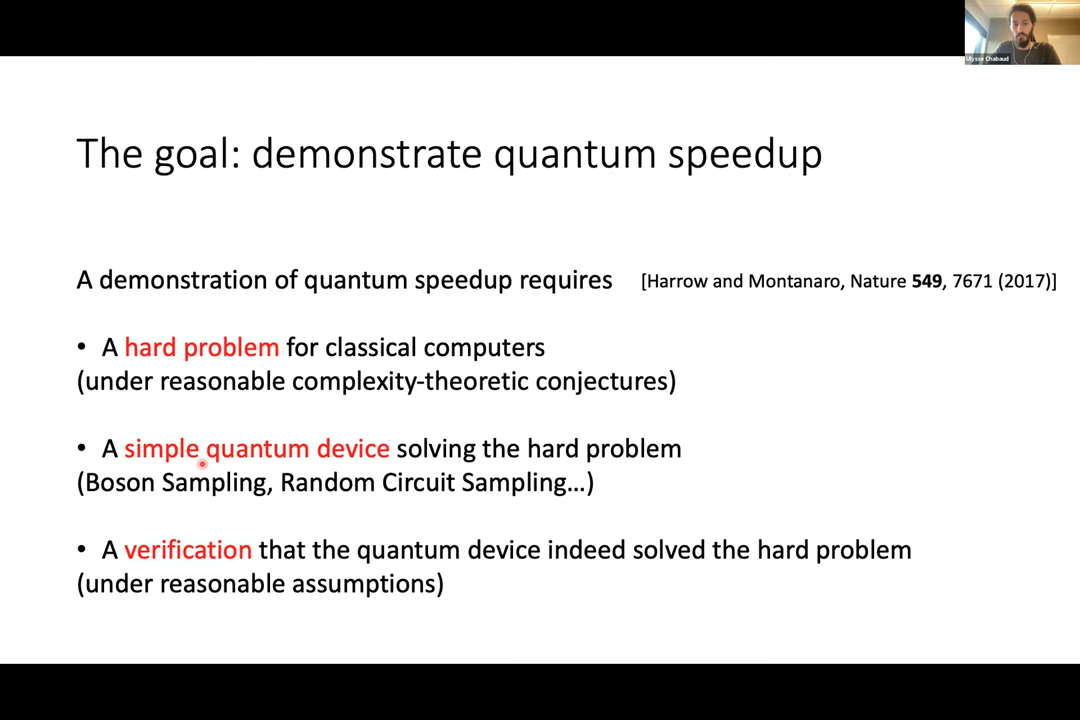 Ulysse Chabaud
The goal: demonstrate quantum speedup
A demonstration of quantum speedup requires [Harrow and Montanaro, Nature 549, 7671 (2017)]
• A hard problem for classical computers
(under reasonable complexity-theoretic conjectures)
• A simple quantum device solving the hard problem
(Boson Sampling, Random Circuit Sampling...)
• A verification that the quantum device indeed solved the hard problem
(under reasonable assumptions)